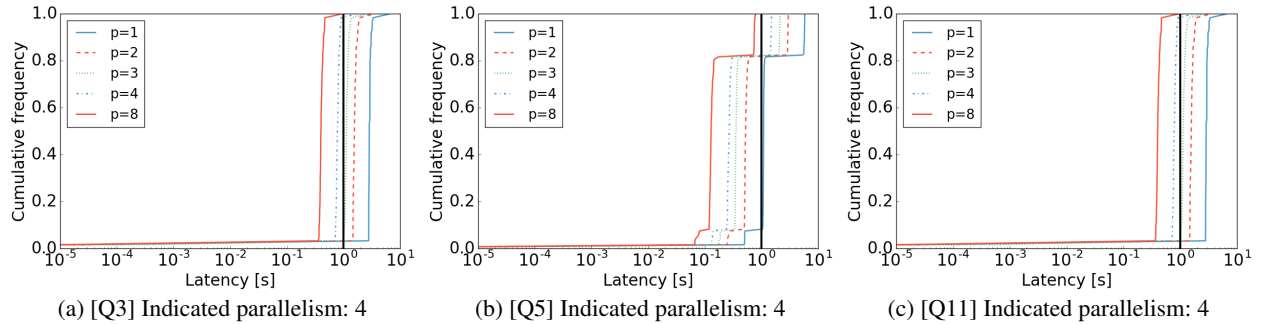 Cumulative frequency
1.0
0.8
0.6
0.4
0.2
0.0
p=1
p=2
p=3
p=4
p=8
10^-5 10^-4 10^-3 10^-2 10^-1 10^0 10^1
Latency [s]
(a) [Q3] Indicated parallelism: 4
Cumulative frequency
1.0
0.8
0.6
0.4
0.2
0.0
p=1
p=2
p=3
p=4
p=8
10^-5 10^-4 10^-3 10^-2 10^-1 10^0 10^1
Latency [s]
(b) [Q5] Indicated parallelism: 4
Cumulative frequency
1.0
0.8
0.6
0.4
0.2
0.0
p=1
p=2
p=3
p=4
p=8
10^-5 10^-4 10^-3 10^-2 10^-1 10^0 10^1
Latency [s]
(c) [Q11] Indicated parallelism: 4